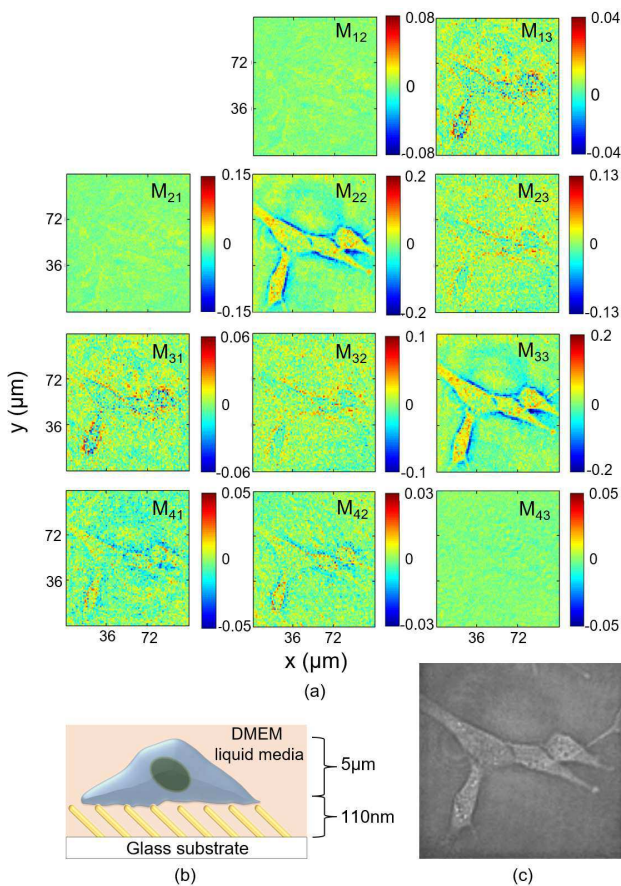 M12
0.08
0
-0.08
M13
0.04
0
-0.04
72
36
M21
0.15
0
-0.15
M22
0.2
0
-0.2
M23
0.13
0
-0.13
72
36
M31
0.06
0
-0.06
M32
0.1
0
-0.1
M33
0.2
0
-0.2
72
36
y (µm)
M41
0.05
0
-0.05
M42
0.03
0
-0.03
M43
0.05
0
-0.05
72
36
36 72
36 72
36 72
x (µm)
(a)
DMEM
liquid media
5µm
110nm
Glass substrate
(b)
(c)